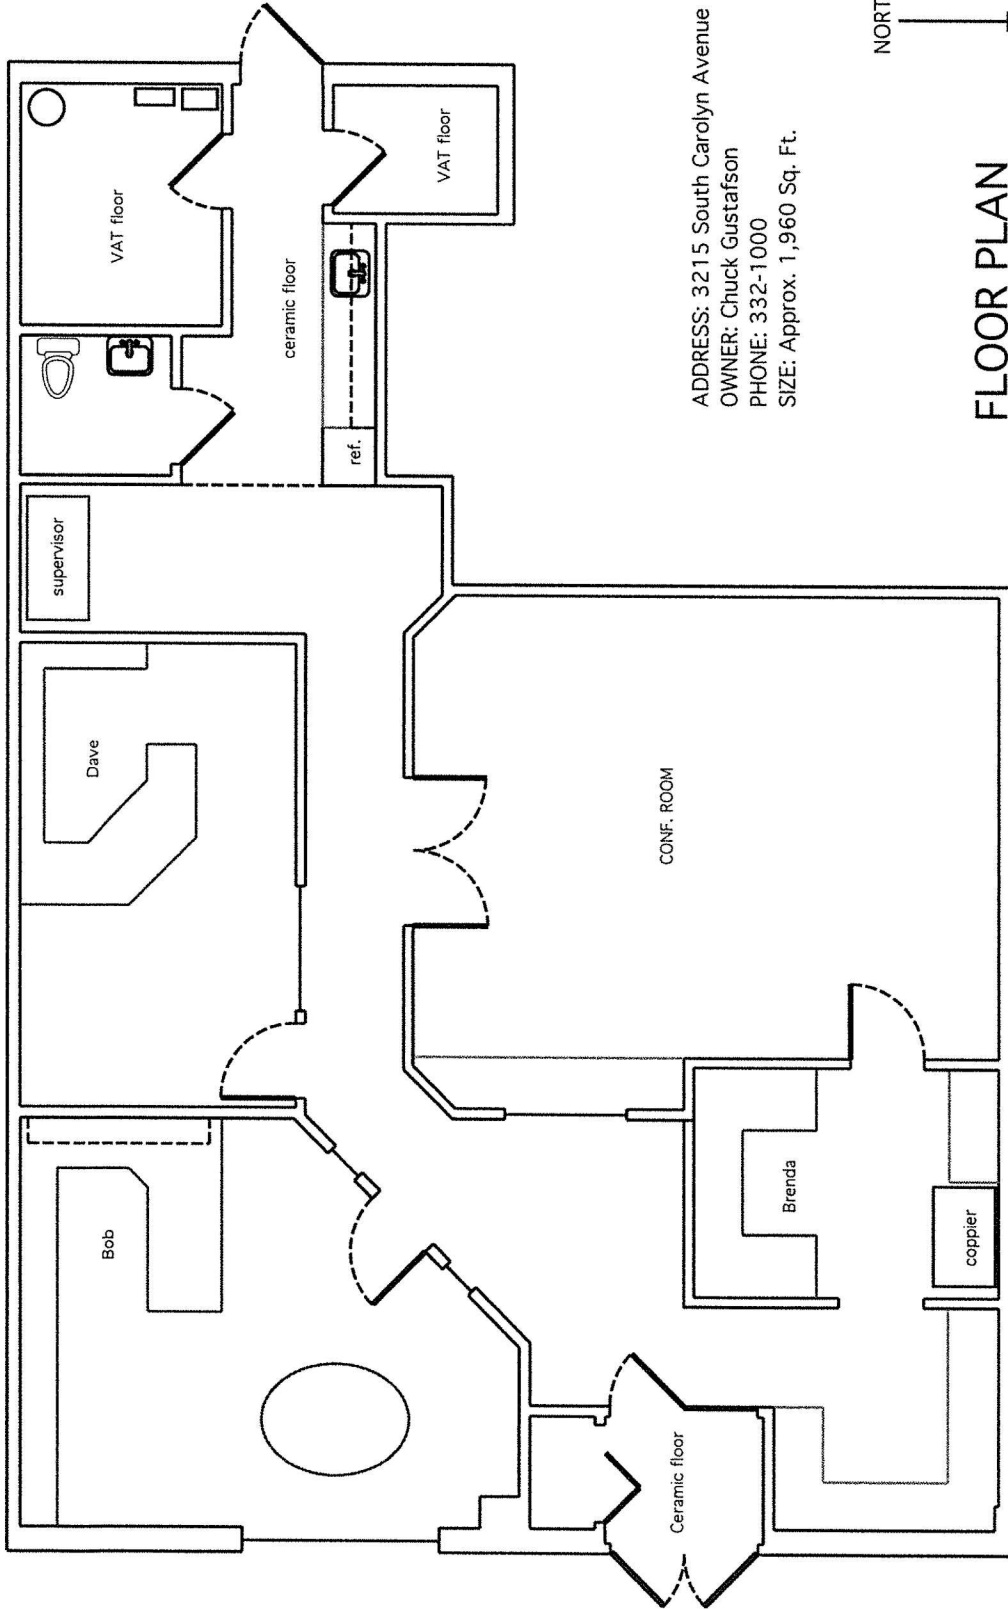 VAT floor
VAT floor
ceramic floor
ref.
supervisor
Dave
CONF. ROOM
Bob
Brenda
coppier
Ceramic floor
ADDRESS: 3215 South Carolyn Avenue
OWNER: Chuck Gustafson
PHONE: 332-1000
SIZE: Approx. 1,960 Sq. Ft.
NORT
FLOOR PLAN